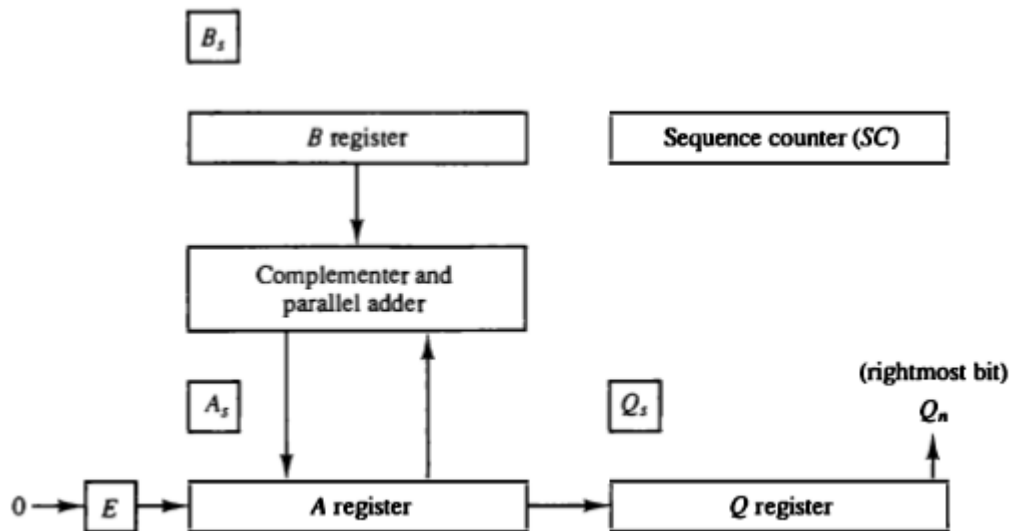 Bs
B register
Sequence counter (SC)
Complementer and
parallel adder
(rightmost bit)
As
Qs
Qn
0
E
A register
Q register